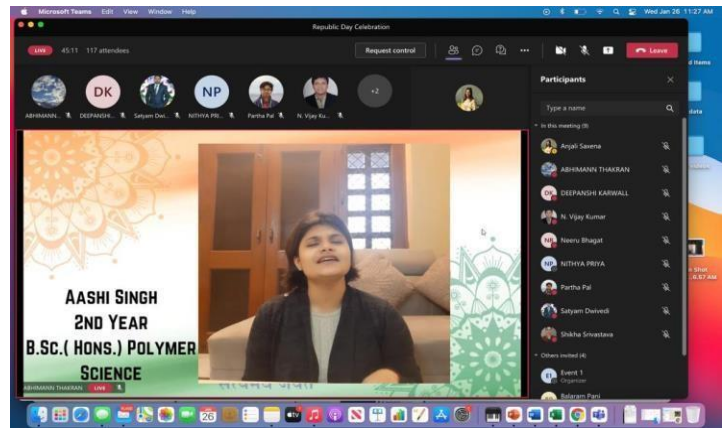 Microsoft Teams Edit View Window Help
Wed Jan 26 11:27 AM
Republic Day Celebration
LIVE 45:11 117 attendees
Request control
Leave
DK
NP
+2
ABHIMANN... DEEPANSH... Satyam Dwi... NITHYA PRI... Partha Pal N. Vijay Ku...
Participants
Type a name
In this meeting (9)
Anjali Saxena
ABHIMANN THAKRAN
DK DEEPANSHI KARWALL
N. Vijay Kumar
NB Neeru Bhagat
NP NITHYA PRIYA
Partha Pal
Satyam Dwivedi
Shikha Srivastava
Others invited (4)
E1 Event 1
Organizer
Balaram Pani
AASHI SINGH
2ND YEAR
B.SC.( HONS.) POLYMER
SCIENCE
ABHIMANN THAKRAN LIVE
26